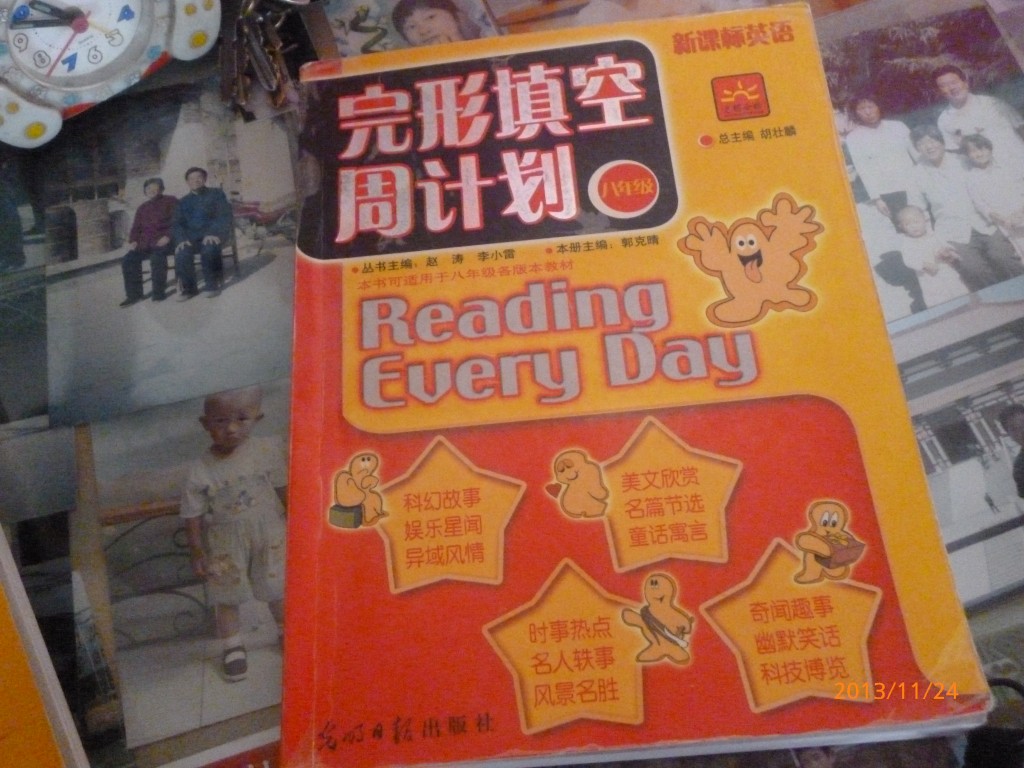 新课标英语
完形填空
周计划
八年级
总主编 胡壮麟
丛书主编：赵 涛 李小雷
本册主编：郭克晴
本书可适用于八年级各版本教材
Reading
Every Day
科幻故事
娱乐星闻
异域风情
美文欣赏
名篇节选
童话寓言
时事热点
名人轶事
风景名胜
奇闻趣事
幽默笑话
科技博览
光明日报出版社
2013/11/24
9
8
7
6
5